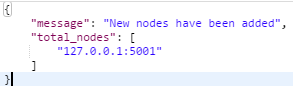 {
    "message": "New nodes have been added",
    "total_nodes": [
        "127.0.0.1:5001"
    ]
}